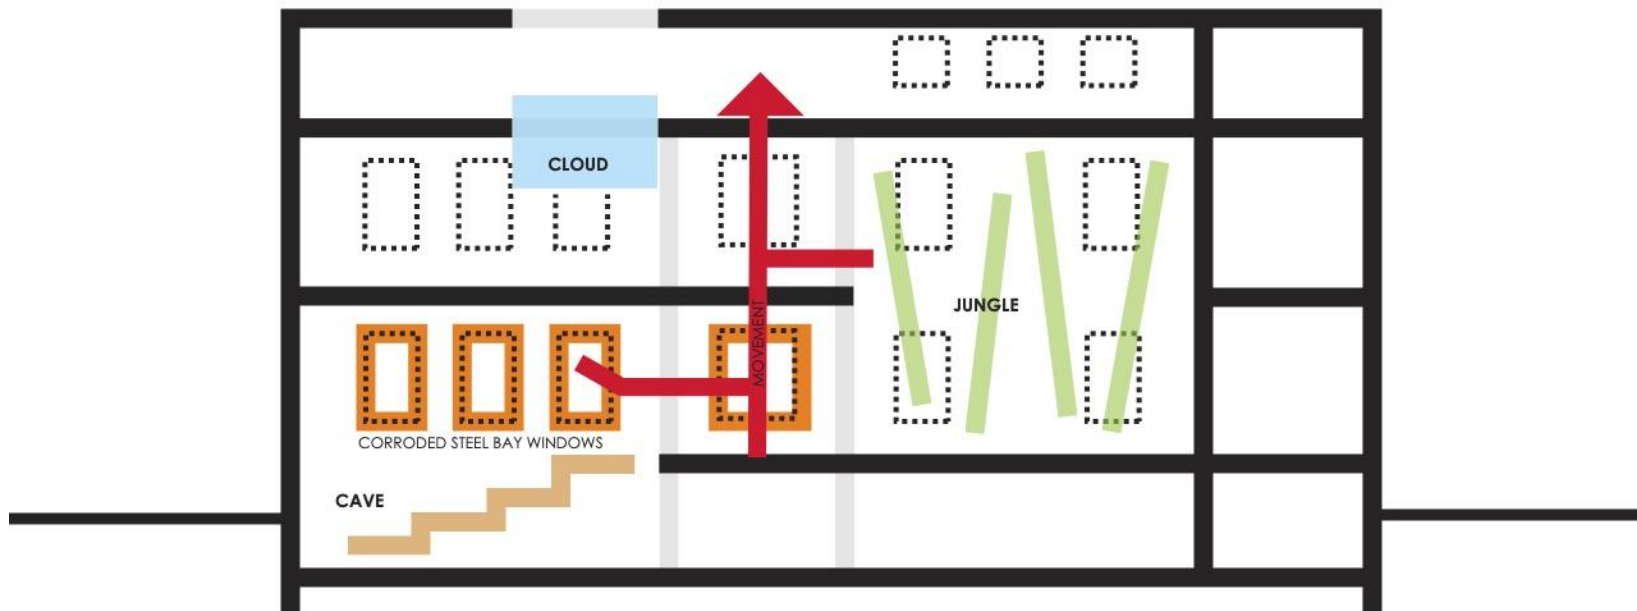 CLOUD
JUNGLE
MOVEMENT
CORRODED STEEL BAY WINDOWS
CAVE